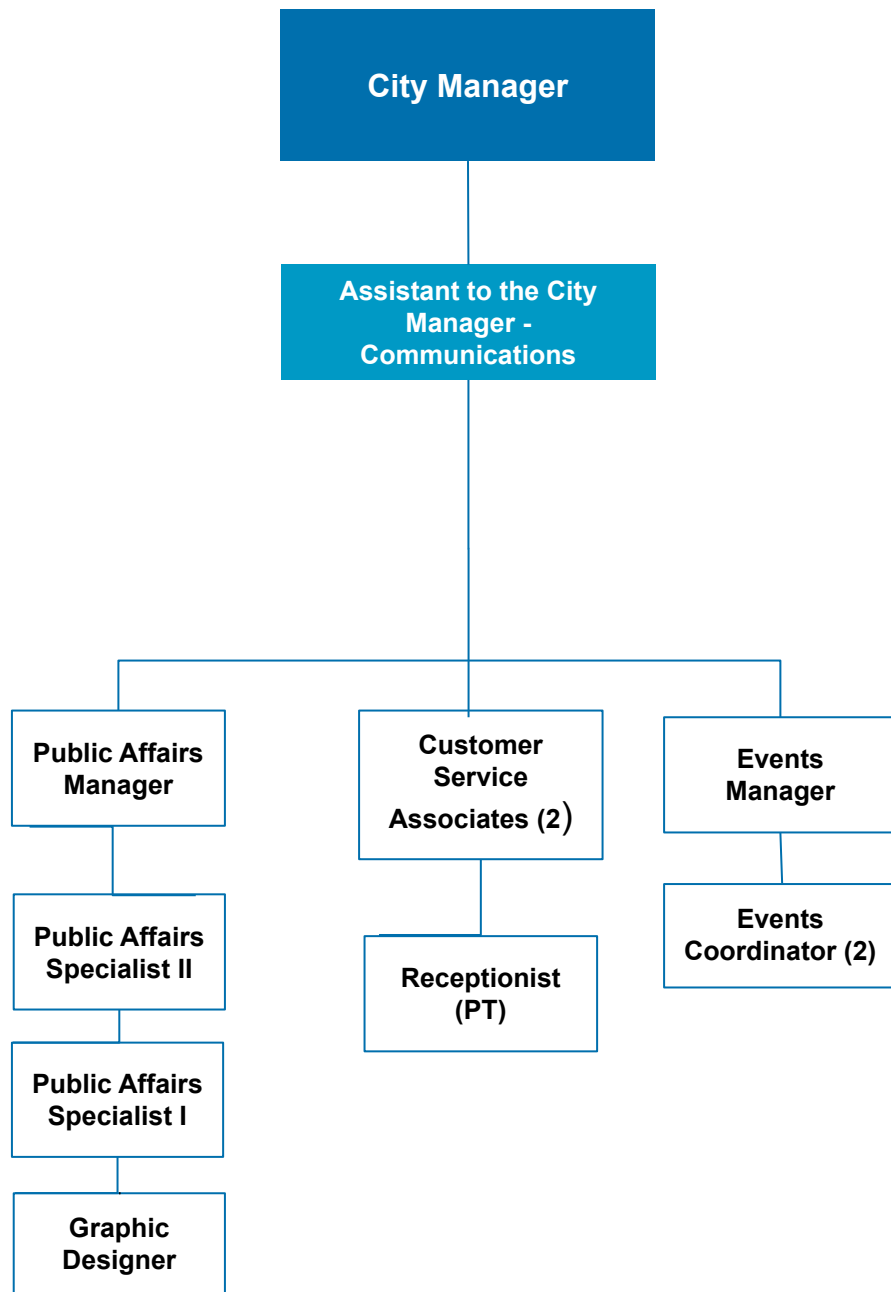 City Manager
Assistant to the City
Manager -
Communications
Public Affairs
Manager
Customer
Service
Associates (2)
Events
Manager
Public Affairs
Specialist II
Receptionist
(PT)
Events
Coordinator (2)
Public Affairs
Specialist I
Graphic
Designer